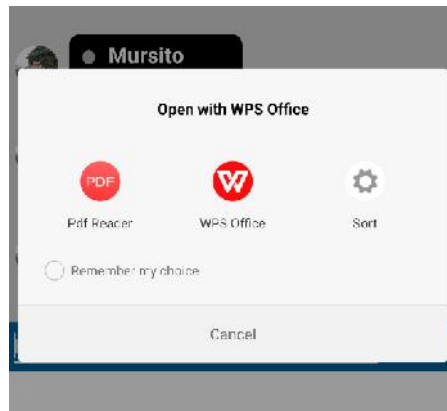 Mursito
Open with WPS Office
PDF
Pdf Reader
WPS Office
Sort
Remember my choice
Cancel